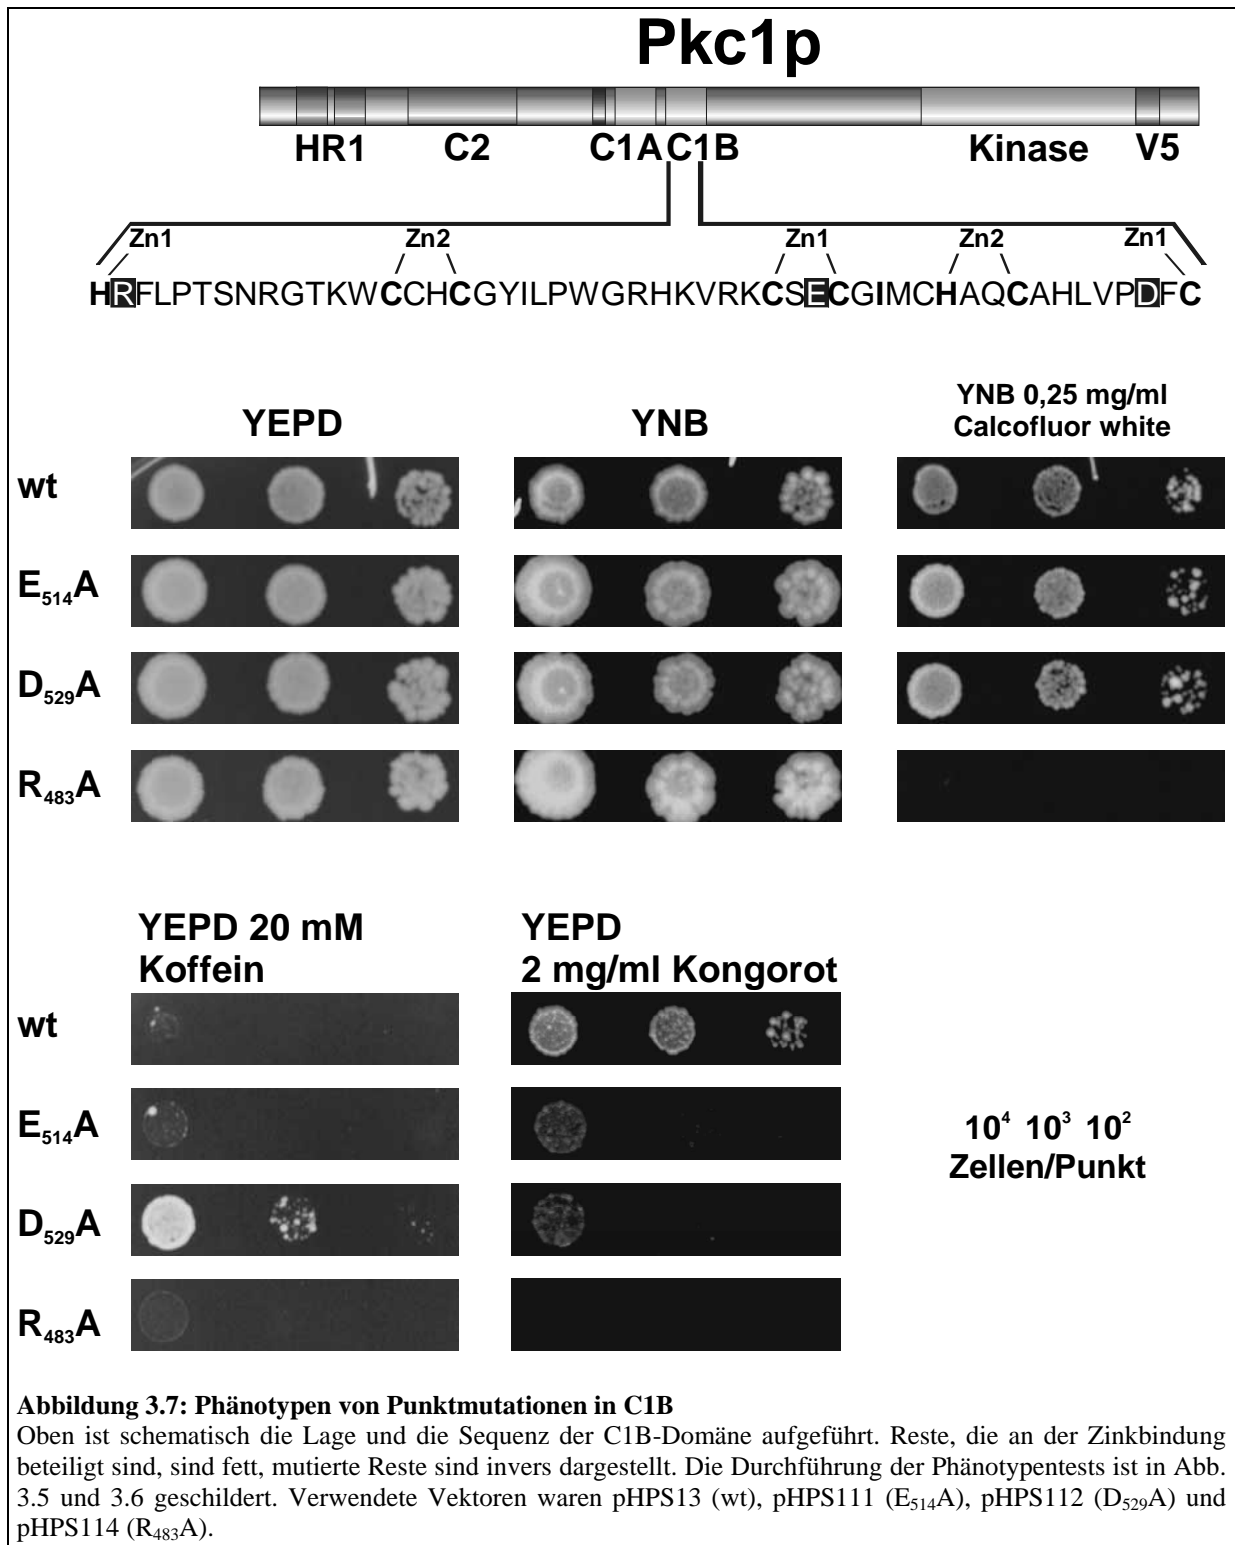 Pkc1p
HR1 C2 C1A C1B Kinase V5
Zn1 Zn2 Zn1 Zn2 Zn1
HRFLPTSNRGTKWCCHCGYILPWGRHKVRKCSECGIMCHAQCAHLVPDFC
YEPD YNB YNB 0,25 mg/ml
Calcofluor white
wt
E514A
D529A
R483A
YEPD 20 mM
Koffein
YEPD
2 mg/ml Kongorot
wt
E514A
D529A
R483A
10⁴ 10³ 10²
Zellen/Punkt
Abbildung 3.7: Phänotypen von Punktmutationen in C1B
Oben ist schematisch die Lage und die Sequenz der C1B-Domäne aufgeführt. Reste, die an der Zinkbindung
beteiligt sind, sind fett, mutierte Reste sind invers dargestellt. Die Durchführung der Phänotypentests ist in Abb.
3.5 und 3.6 geschildert. Verwendete Vektoren waren pHPS13 (wt), pHPS111 (E514A), pHPS112 (D529A) und
pHPS114 (R483A).